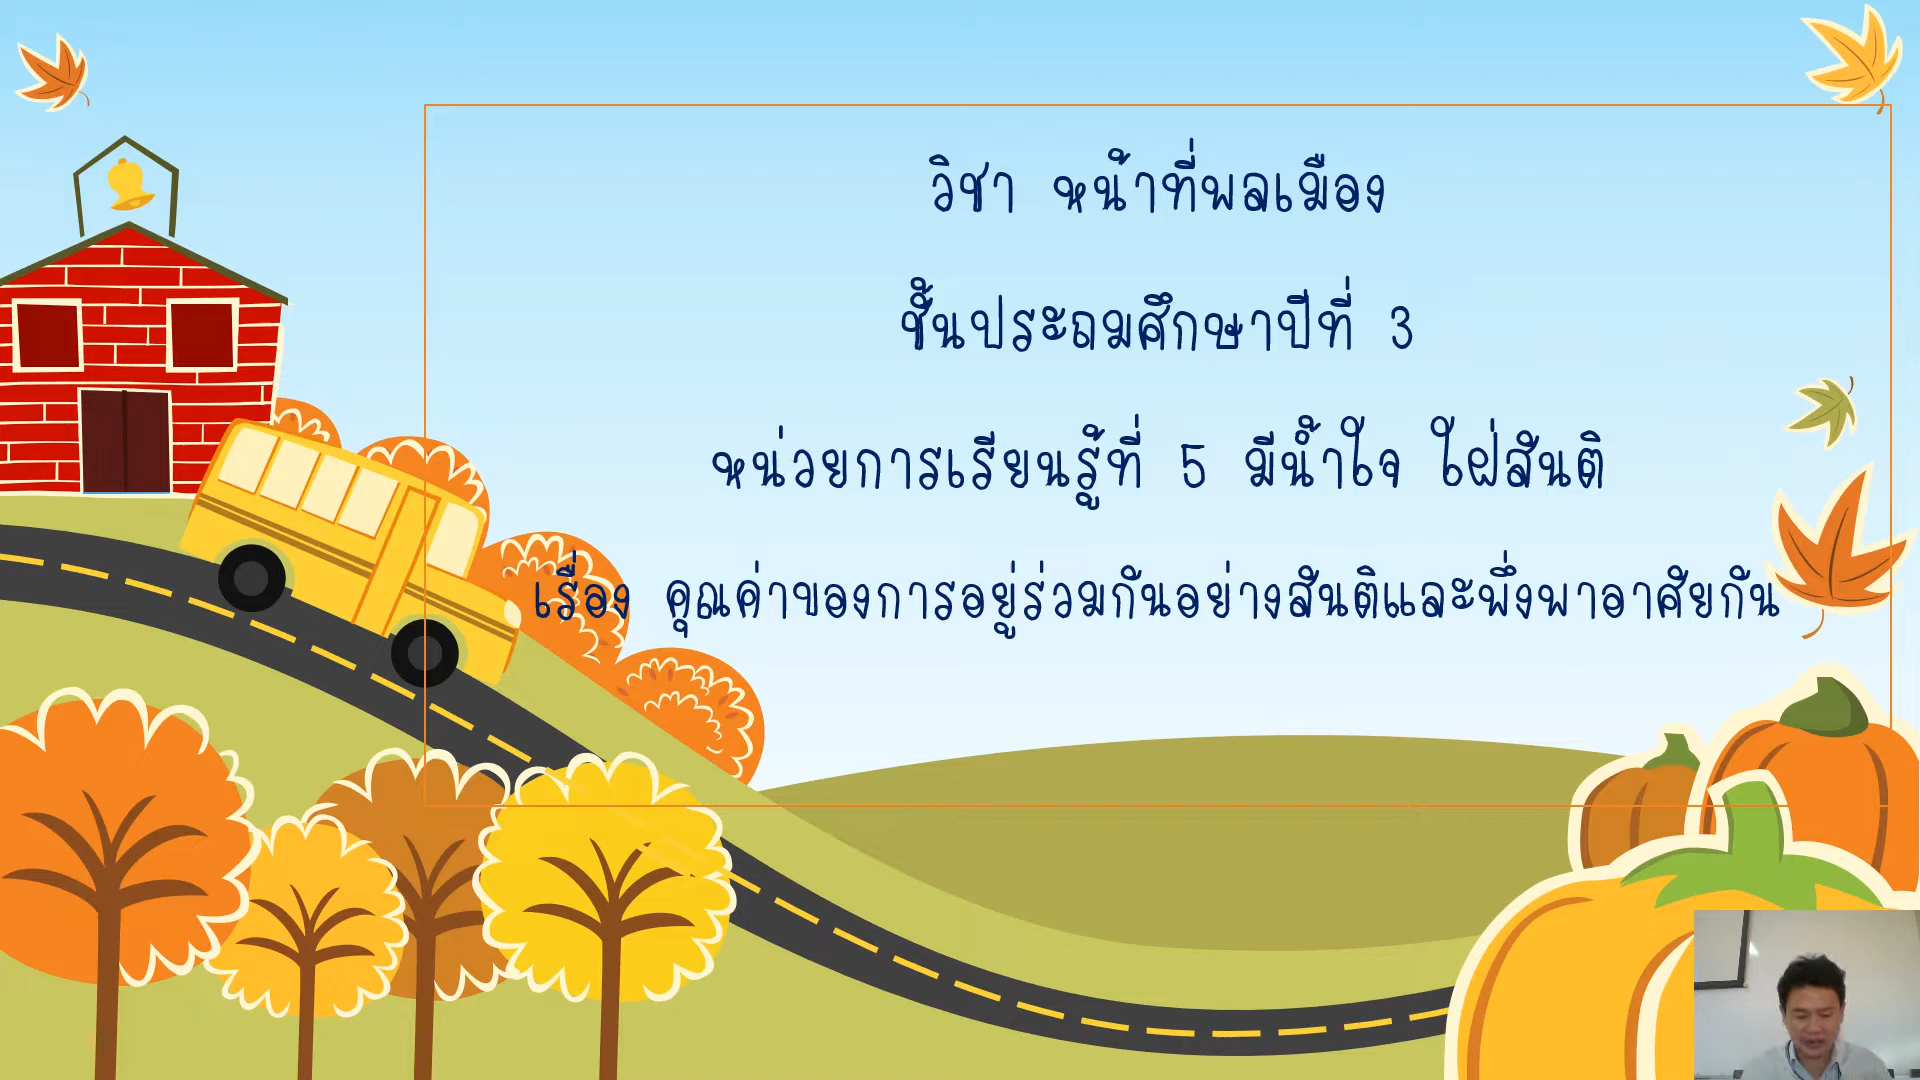 วิชา หน้าที่พลเมือง
ชั้นประถมศึกษาปีที่ 3
หน่วยการเรียนรู้ที่ 5 มีน้ำใจ ใฝ่สันติ
เรื่อง คุณค่าของการอยู่ร่วมกันอย่างสันติและพึ่งพาอาศัยกัน